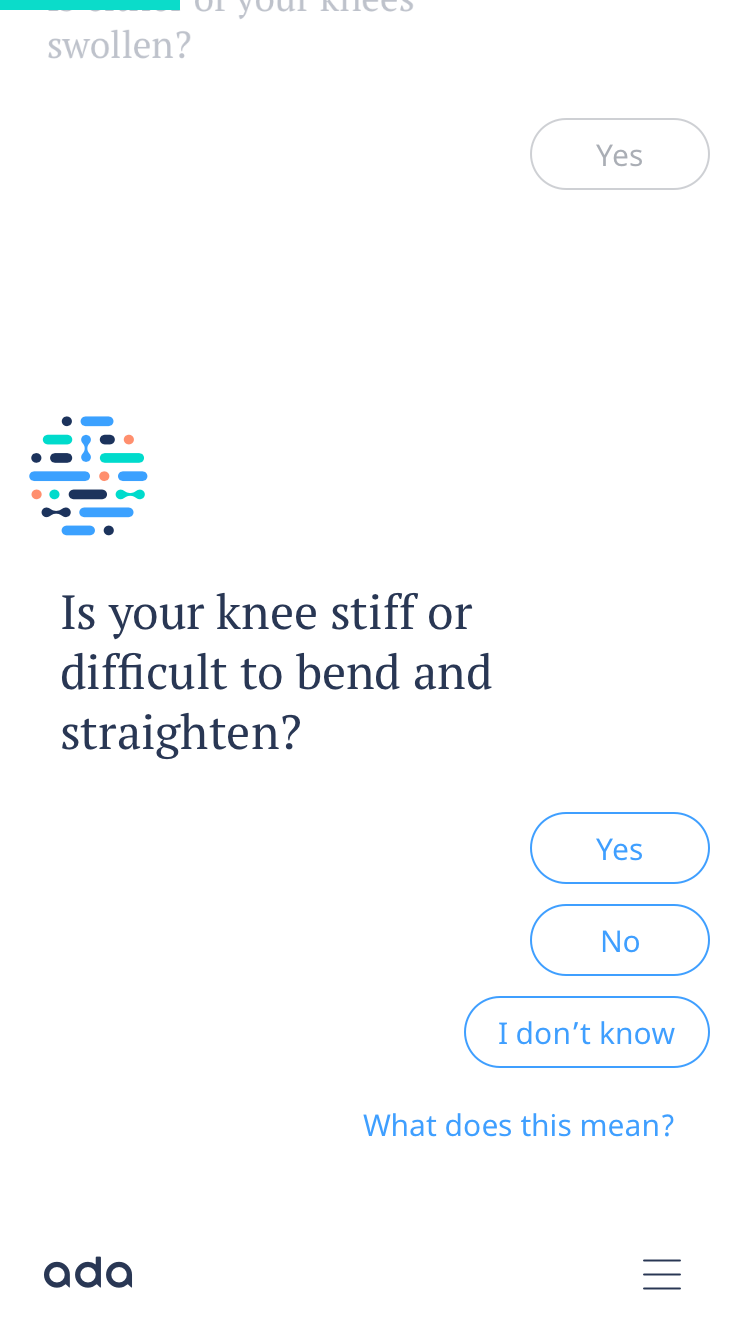 of your knees
swollen?
Yes
Is your knee stiff or
difficult to bend and
straighten?
Yes
No
I don’t know
What does this mean?
ada